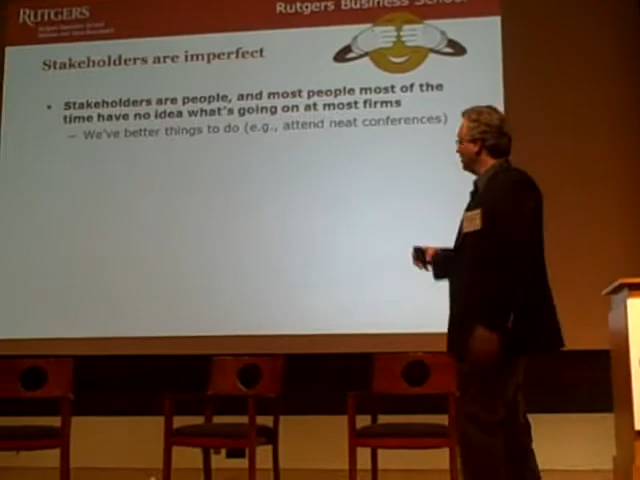 RUTGERS
Rutgers Business School
Stakeholders are imperfect
• Stakeholders are people, and most people most of the
time have no idea what's going on at most firms
– We've better things to do (e.g., attend neat conferences)